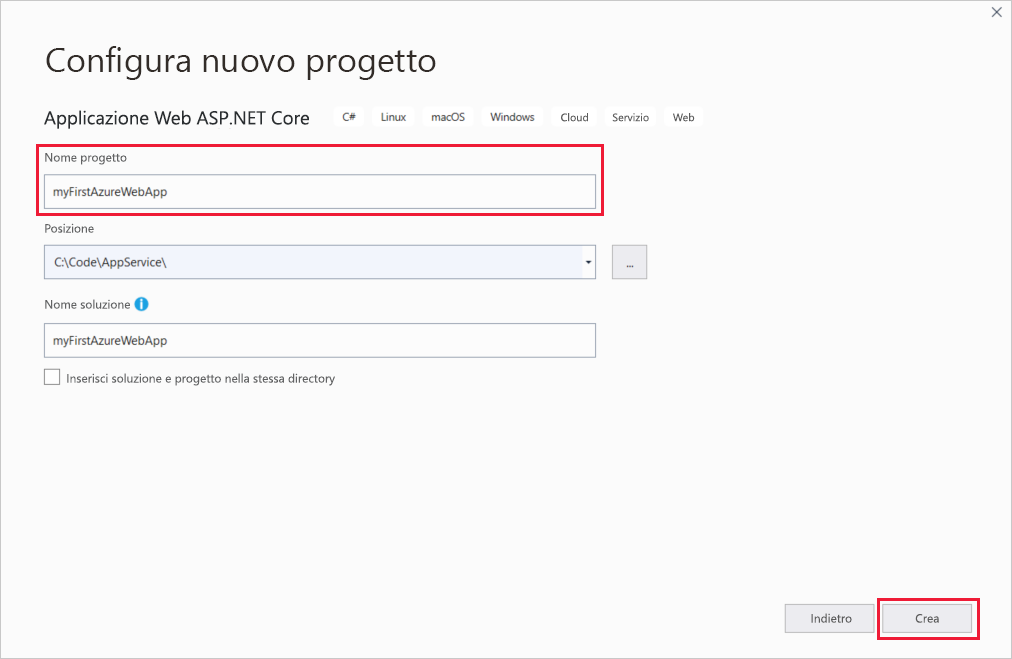 Configura nuovo progetto
Applicazione Web ASP.NET Core C# Linux macOS Windows Cloud Servizio Web
Nome progetto
myFirstAzureWebApp
Posizione
C:\Code\AppService\ ...
Nome soluzione
myFirstAzureWebApp
Inserisci soluzione e progetto nella stessa directory
Indietro Crea